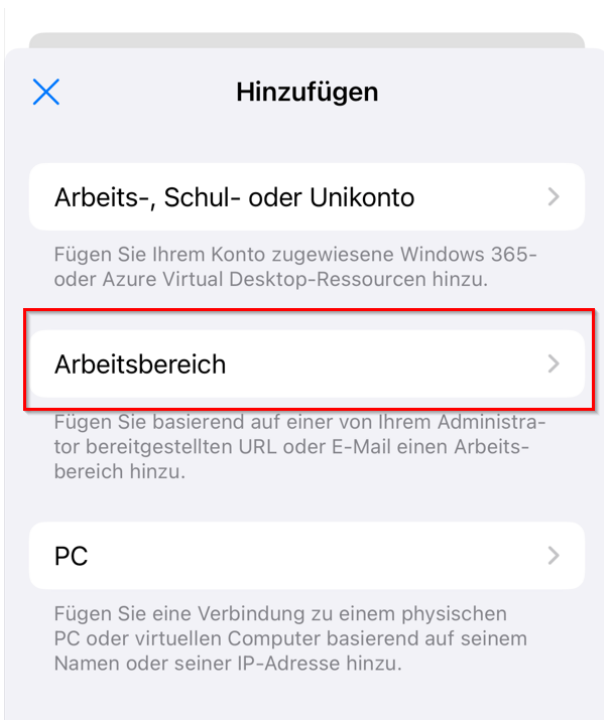 Hinzufügen
Arbeits-, Schul- oder Unikonto
Fügen Sie Ihrem Konto zugewiesene Windows 365-
oder Azure Virtual Desktop-Ressourcen hinzu.
Arbeitsbereich
Fügen Sie basierend auf einer von Ihrem Administra-
tor bereitgestellten URL oder E-Mail einen Arbeits-
bereich hinzu.
PC
Fügen Sie eine Verbindung zu einem physischen
PC oder virtuellen Computer basierend auf seinem
Namen oder seiner IP-Adresse hinzu.